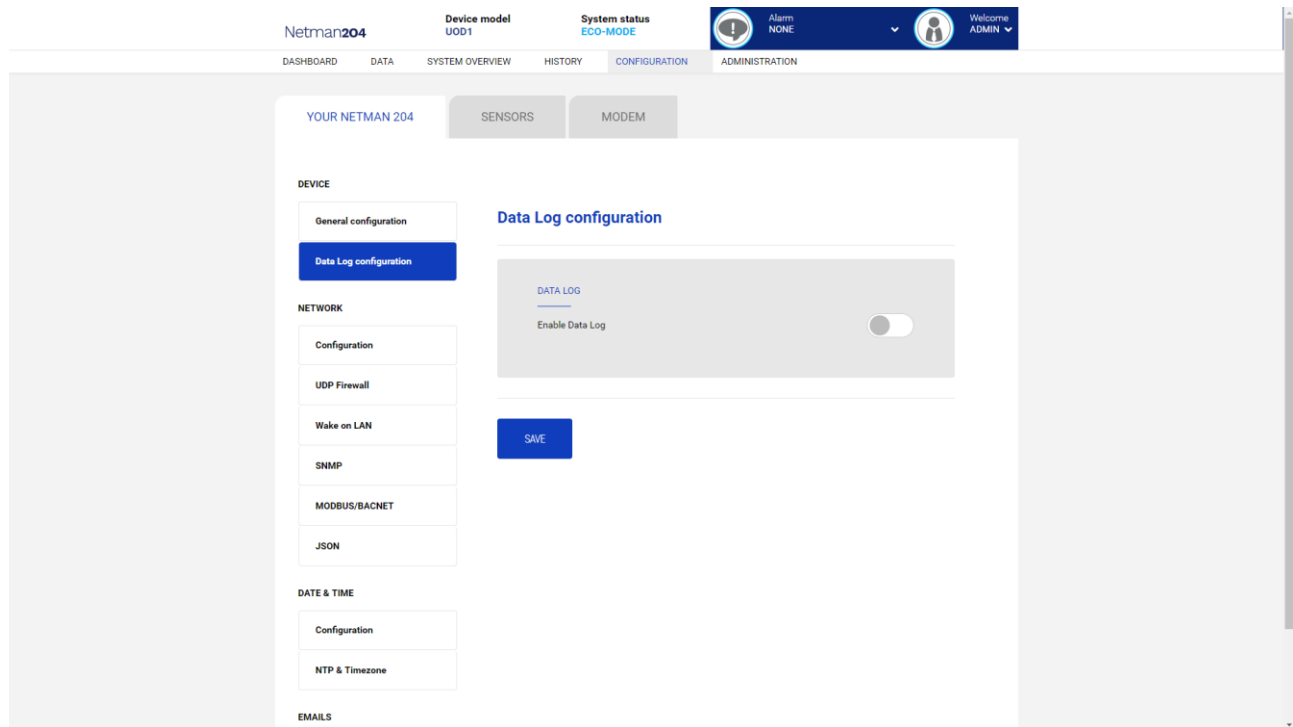 Netman204
Device model
UOD1
System status
ECO-MODE
Alarm
NONE
Welcome
ADMIN
DASHBOARD DATA SYSTEM OVERVIEW HISTORY CONFIGURATION ADMINISTRATION
YOUR NETMAN 204 SENSORS MODEM
DEVICE
General configuration
Data Log configuration
NETWORK
Configuration
UDP Firewall
Wake on LAN
SNMP
MODBUS/BACNET
JSON
DATE & TIME
Configuration
NTP & Timezone
EMAILS
Data Log configuration
DATA LOG
Enable Data Log
SAVE